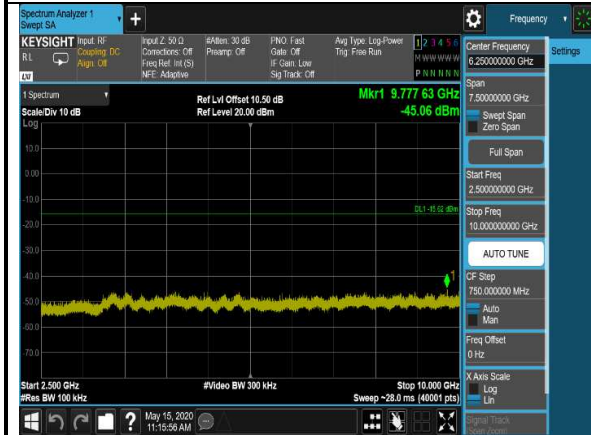 Spectrum Analyzer 1
Swept SA
+
Frequency
KEYSIGHT
RL
LXI
Input: RF
Coupling: DC
Align: Off
Input Z: 50 Ω
Corrections: Off
Freq Ref: Int (S)
NFE: Adaptive
#Atten: 30 dB
Preamp: Off
PNO: Fast
Gate: Off
IF Gain: Low
Sig Track: Off
Avg Type: Log-Power
Trig: Free Run
1 2 3 4 5 6
M W W W W W
P N N N N N
1 Spectrum
Scale/Div 10 dB
Log
Ref Lvl Offset 10.50 dB
Ref Level 20.00 dBm
Mkr1 9.777 63 GHz
-45.06 dBm
10.0
0.00
-10.0
-20.0
-30.0
-40.0
-50.0
-60.0
-70.0
1
Start 2.500 GHz
#Res BW 100 kHz
#Video BW 300 kHz
Stop 10.000 GHz
Sweep ~28.0 ms (40001 pts)
May 15, 2020
11:15:56 AM
Center Frequency
6.250000000 GHz
Span
7.50000000 GHz
Swept Span
Zero Span
Full Span
Start Freq
2.500000000 GHz
Stop Freq
10.000000000 GHz
AUTO TUNE
CF Step
750.000000 MHz
Auto
Man
Freq Offset
0 Hz
X Axis Scale
Log
Lin
Signal Track
(Span Zoom)
Settings